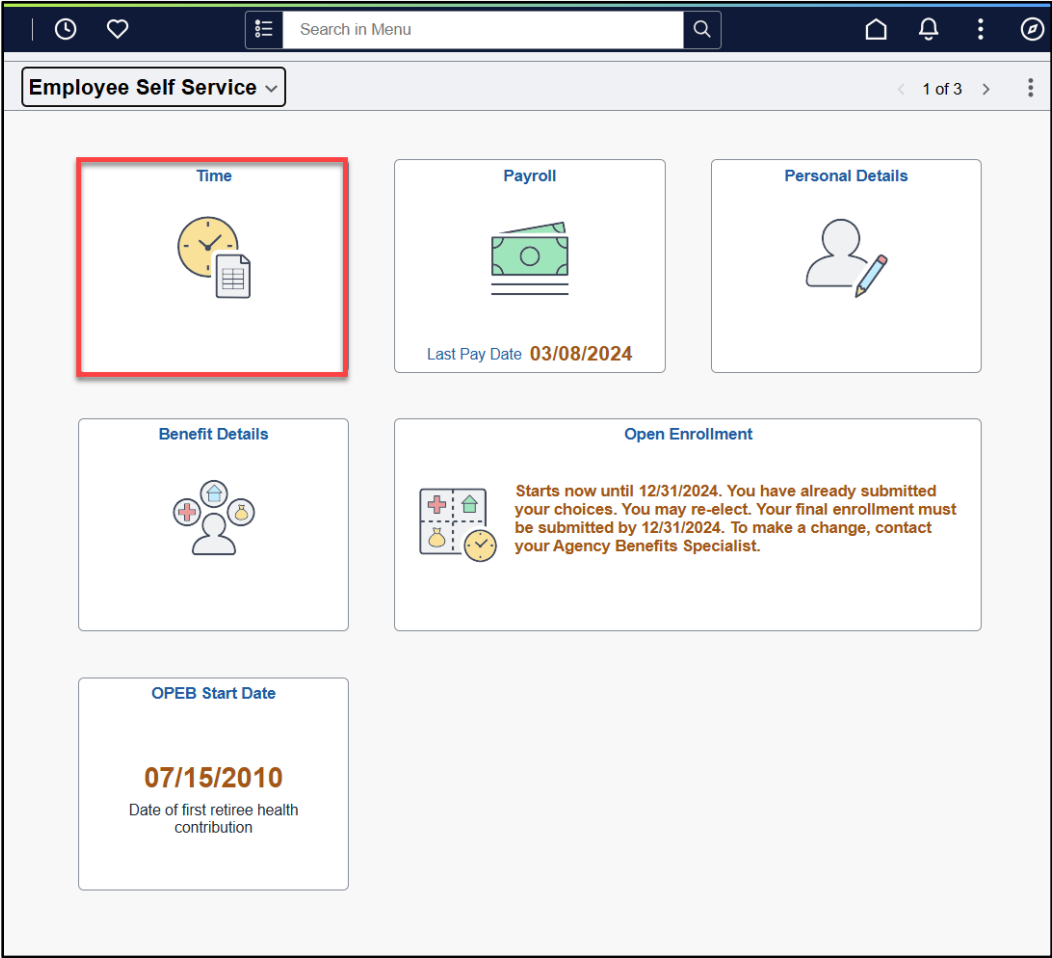 Search in Menu
Employee Self Service
1 of 3
Time
Payroll
Last Pay Date 03/08/2024
Personal Details
Benefit Details
Open Enrollment
Starts now until 12/31/2024. You have already submitted
your choices. You may re-elect. Your final enrollment must
be submitted by 12/31/2024. To make a change, contact
your Agency Benefits Specialist.
OPEB Start Date
07/15/2010
Date of first retiree health
contribution